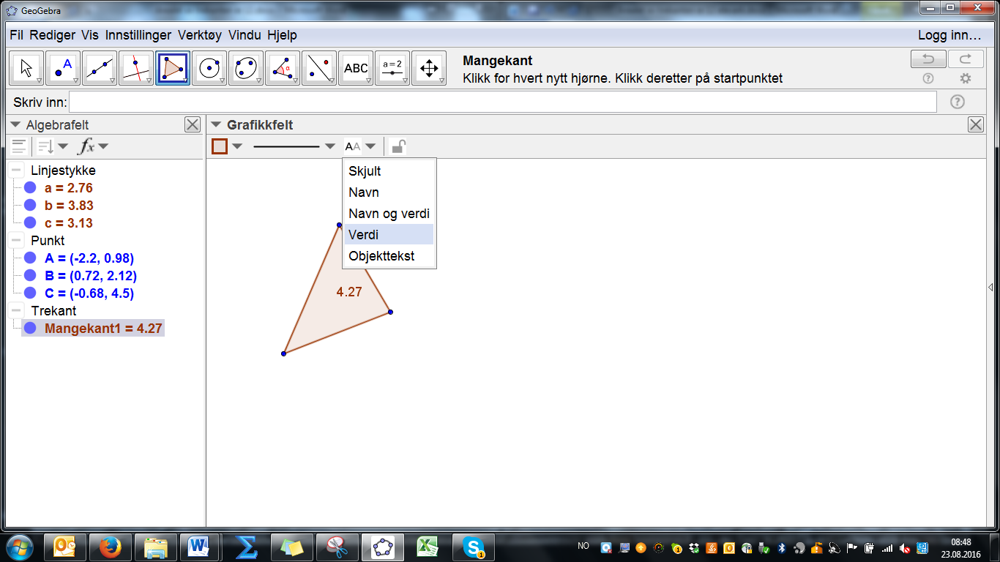 GeoGebra
Fil Rediger Vis Innstillinger Verktøy Vindu Hjelp
Logg inn...
A
α
ABC
a=2
Mangekant
Klikk for hvert nytt hjørne. Klikk deretter på startpunktet
Skriv inn:
Algebrafelt
Grafikkfelt
fx
AA
Linjestykke
a = 2.76
b = 3.83
c = 3.13
Punkt
A = (-2.2, 0.98)
B = (0.72, 2.12)
C = (-0.68, 4.5)
Trekant
Mangekant1 = 4.27
Skjult
Navn
Navn og verdi
Verdi
Objekttekst
4.27
NO
08:48
23.08.2016